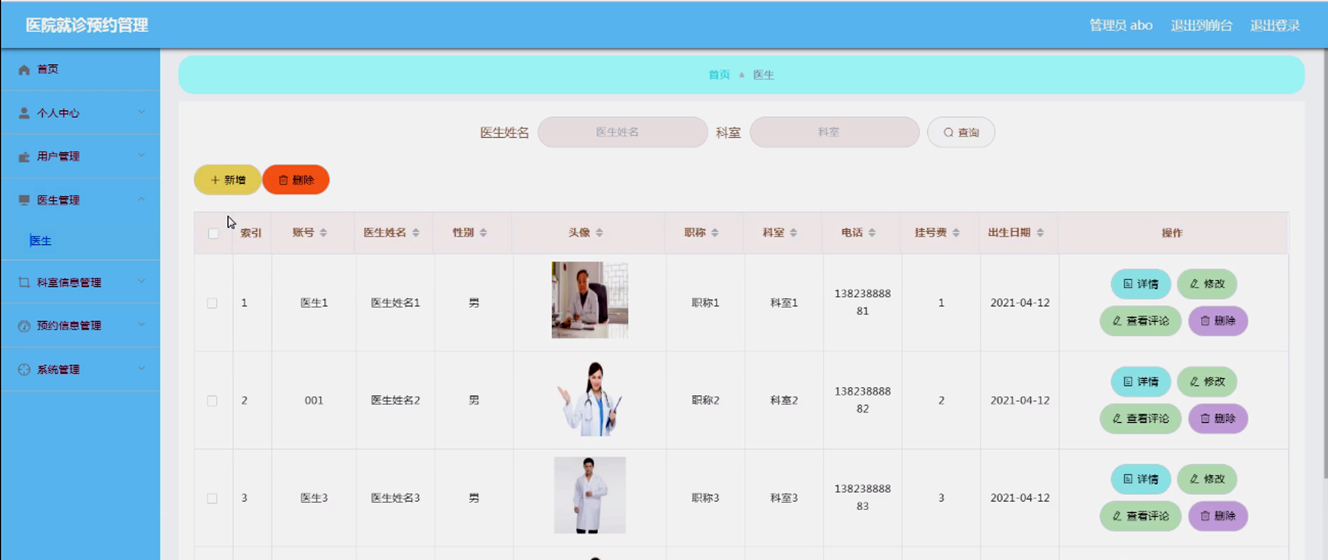 医院就诊预约管理
管理员 abo 退出到前台 退出登录
首页
个人中心
用户管理
医生管理
医生
科室信息管理
预约信息管理
系统管理
首页 医生
医生姓名 医生姓名 科室 科室 查询
新增 删除
索引 账号 医生姓名 性别 头像 职称 科室 电话 挂号费 出生日期 操作
1 医生1 医生姓名1 男 职称1 科室1 13823888881 1 2021-04-12 详情 修改
查看评论 删除
2 001 医生姓名2 男 职称2 科室2 13823888882 2 2021-04-12 详情 修改
查看评论 删除
3 医生3 医生姓名3 男 职称3 科室3 13823888883 3 2021-04-12 详情 修改
查看评论 删除